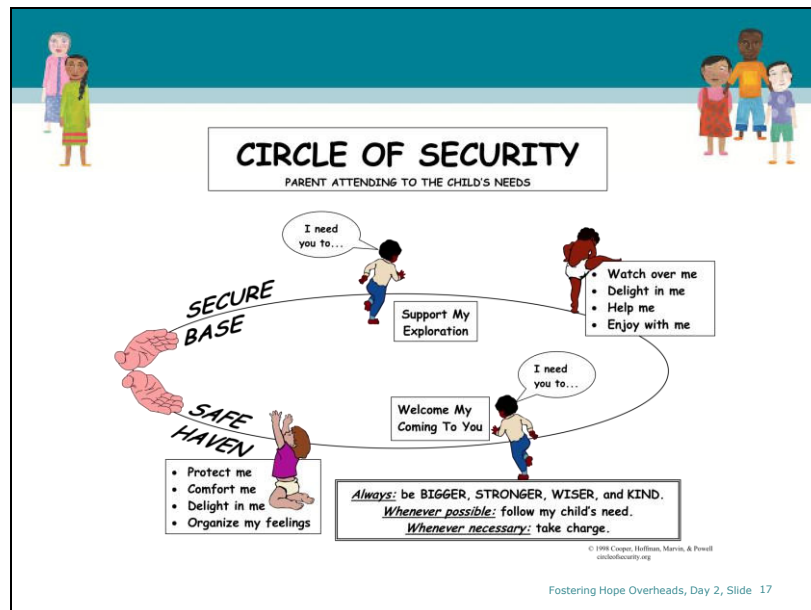 CIRCLE OF SECURITY
PARENT ATTENDING TO THE CHILD'S NEEDS
I need
you to...
SECURE
BASE
Support My
Exploration
• Watch over me
• Delight in me
• Help me
• Enjoy with me
I need
you to...
Welcome My
Coming To You
SAFE
HAVEN
• Protect me
• Comfort me
• Delight in me
• Organize my feelings
Always: be BIGGER, STRONGER, WISER, and KIND.
Whenever possible: follow my child's need.
Whenever necessary: take charge.
© 1998 Cooper, Hoffman, Marvin, & Powell
circleofsecurity.org
Fostering Hope Overheads, Day 2, Slide 17